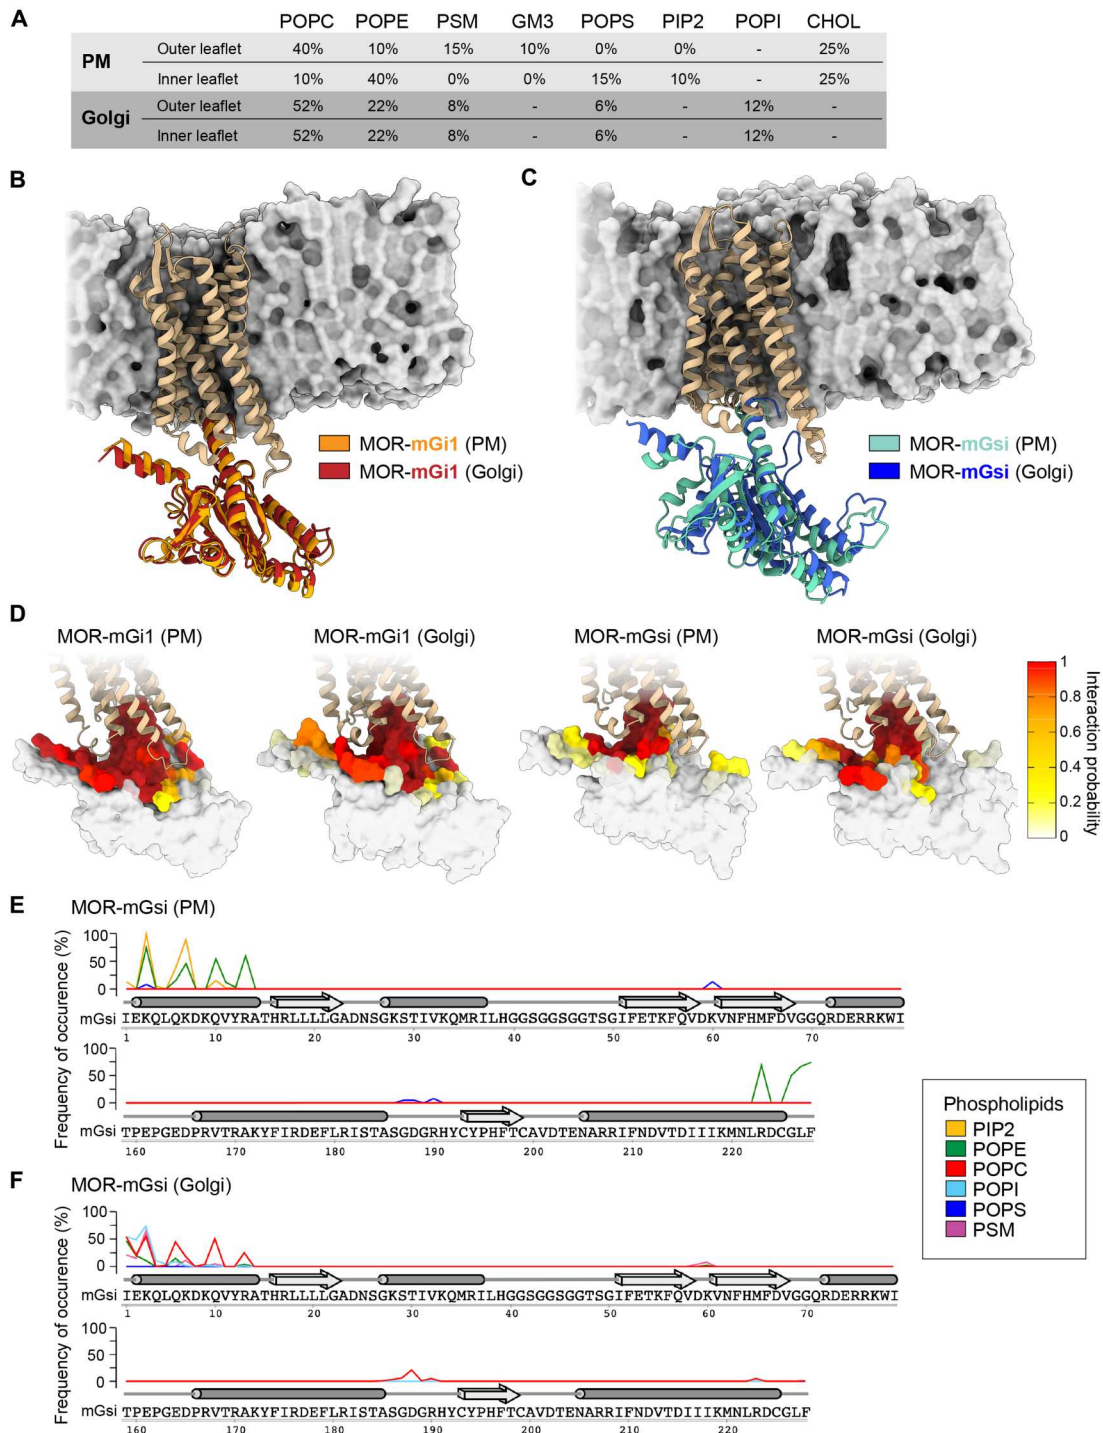 A
POPC POPE PSM GM3 POPS PIP2 POPI CHOL
PM
Outer leaflet 40% 10% 15% 10% 0% 0% - 25%
Inner leaflet 10% 40% 0% 0% 15% 10% - 25%
Golgi
Outer leaflet 52% 22% 8% - 6% - 12% -
Inner leaflet 52% 22% 8% - 6% - 12% -
B
MOR-mGi1 (PM)
MOR-mGi1 (Golgi)
C
MOR-mGsi (PM)
MOR-mGsi (Golgi)
D
MOR-mGi1 (PM) MOR-mGi1 (Golgi) MOR-mGsi (PM) MOR-mGsi (Golgi)
1
0.8
0.6
0.4
0.2
0
Interaction probability
E
MOR-mGsi (PM)
Frequency of occurence (%)
100
50
0
mGsi IEKQLQKDKQVYRATHRLLLLGADNSGKSTIVKQMRILHGGSGGSGGTSGIFETKFQVDKVNFHMFDVGGQRDERRKWI
1 10 20 30 40 50 60 70
100
50
0
mGsi TPEPGEDPRVTRAKYFIRDEFLRISTASGDGRHYCYPHFTCAVDTENARRIFNDVTDIIIKMNLRDCGLF
160 170 180 190 200 210 220
Phospholipids
PIP2
POPE
POPC
POPI
POPS
PSM
F
MOR-mGsi (Golgi)
Frequency of occurence (%)
100
50
0
mGsi IEKQLQKDKQVYRATHRLLLLGADNSGKSTIVKQMRILHGGSGGSGGTSGIFETKFQVDKVNFHMFDVGGQRDERRKWI
1 10 20 30 40 50 60 70
100
50
0
mGsi TPEPGEDPRVTRAKYFIRDEFLRISTASGDGRHYCYPHFTCAVDTENARRIFNDVTDIIIKMNLRDCGLF
160 170 180 190 200 210 220